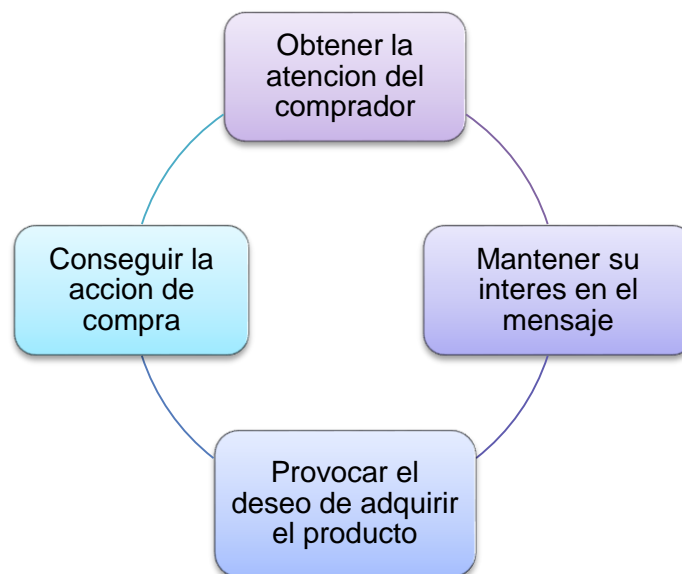 Obtener la
atencion del
comprador
Mantener su
interes en el
mensaje
Provocar el
deseo de adquirir
el producto
Conseguir la
accion de
compra